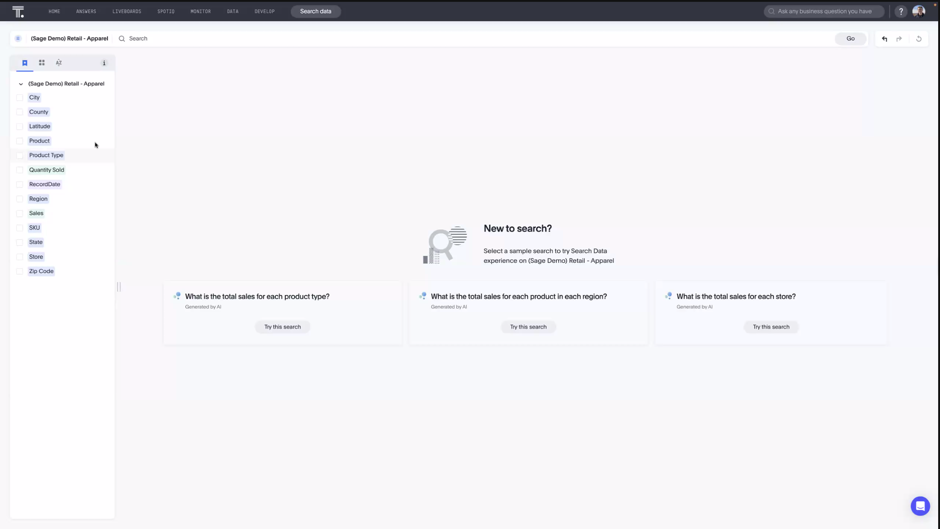 T.
HOME ANSWERS LIVEBOARDS SPOTIQ MONITOR DATA DEVELOP Search data Ask any business question you have ?
(Sage Demo) Retail - Apparel Search Go
(Sage Demo) Retail - Apparel
City
County
Latitude
Product
Product Type
Quantity Sold
RecordDate
Region
Sales
SKU
State
Store
Zip Code
New to search?
Select a sample search to try Search Data
experience on (Sage Demo) Retail - Apparel
What is the total sales for each product type?
Generated by AI
Try this search
What is the total sales for each product in each region?
Generated by AI
Try this search
What is the total sales for each store?
Generated by AI
Try this search